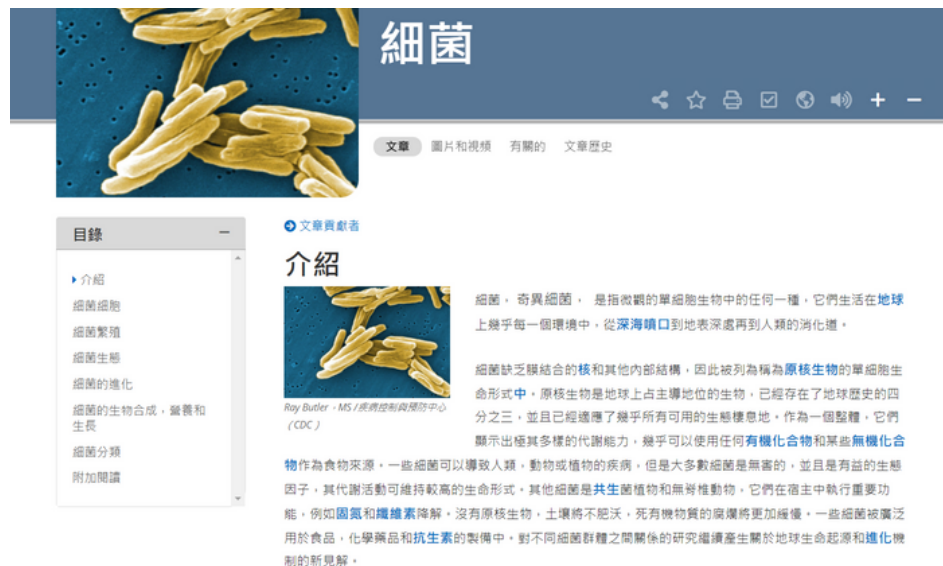 細菌
文章 圖片和視頻 有關的 文章歷史
目錄
介紹
細菌細胞
細菌繁殖
細菌生態
細菌的進化
細菌的生物合成,營養和
生長
細菌分類
附加閱讀
文章貢獻者
介紹
Ray Butler - MS / 疾病控制與預防中心
(CDC )
細菌, 奇異細菌, 是指微觀的單細胞生物中的任何一種,它們生活在地球
上幾乎每一個環境中,從深海噴口到地表深處再到人類的消化道。
細菌缺乏膜結合的核和其他內部結構,因此被列為稱為原核生物的單細胞生
命形式中。原核生物是地球上占主導地位的生物,已經存在了地球歷史的四
分之三,並且已經適應了幾乎所有可用的生態棲息地。作為一個整體,它們
顯示出極其多樣的代謝能力,幾乎可以使用任何有機化合物和某些無機化合
物作為食物來源。一些細菌可以導致人類,動物或植物的疾病,但是大多數細菌是無害的,並且是有益的生態
因子,其代謝活動可維持較高的生命形式。其他細菌是共生菌植物和無脊椎動物,它們在宿主中執行重要功
能,例如固氮和纖維素降解。沒有原核生物,土壤將不肥沃,死有機物質的腐爛將更加緩慢。一些細菌被廣泛
用於食品,化學藥品和抗生素的製備中。對不同細菌群體之間關係的研究繼續產生關於地球生命起源和進化機
制的新見解。